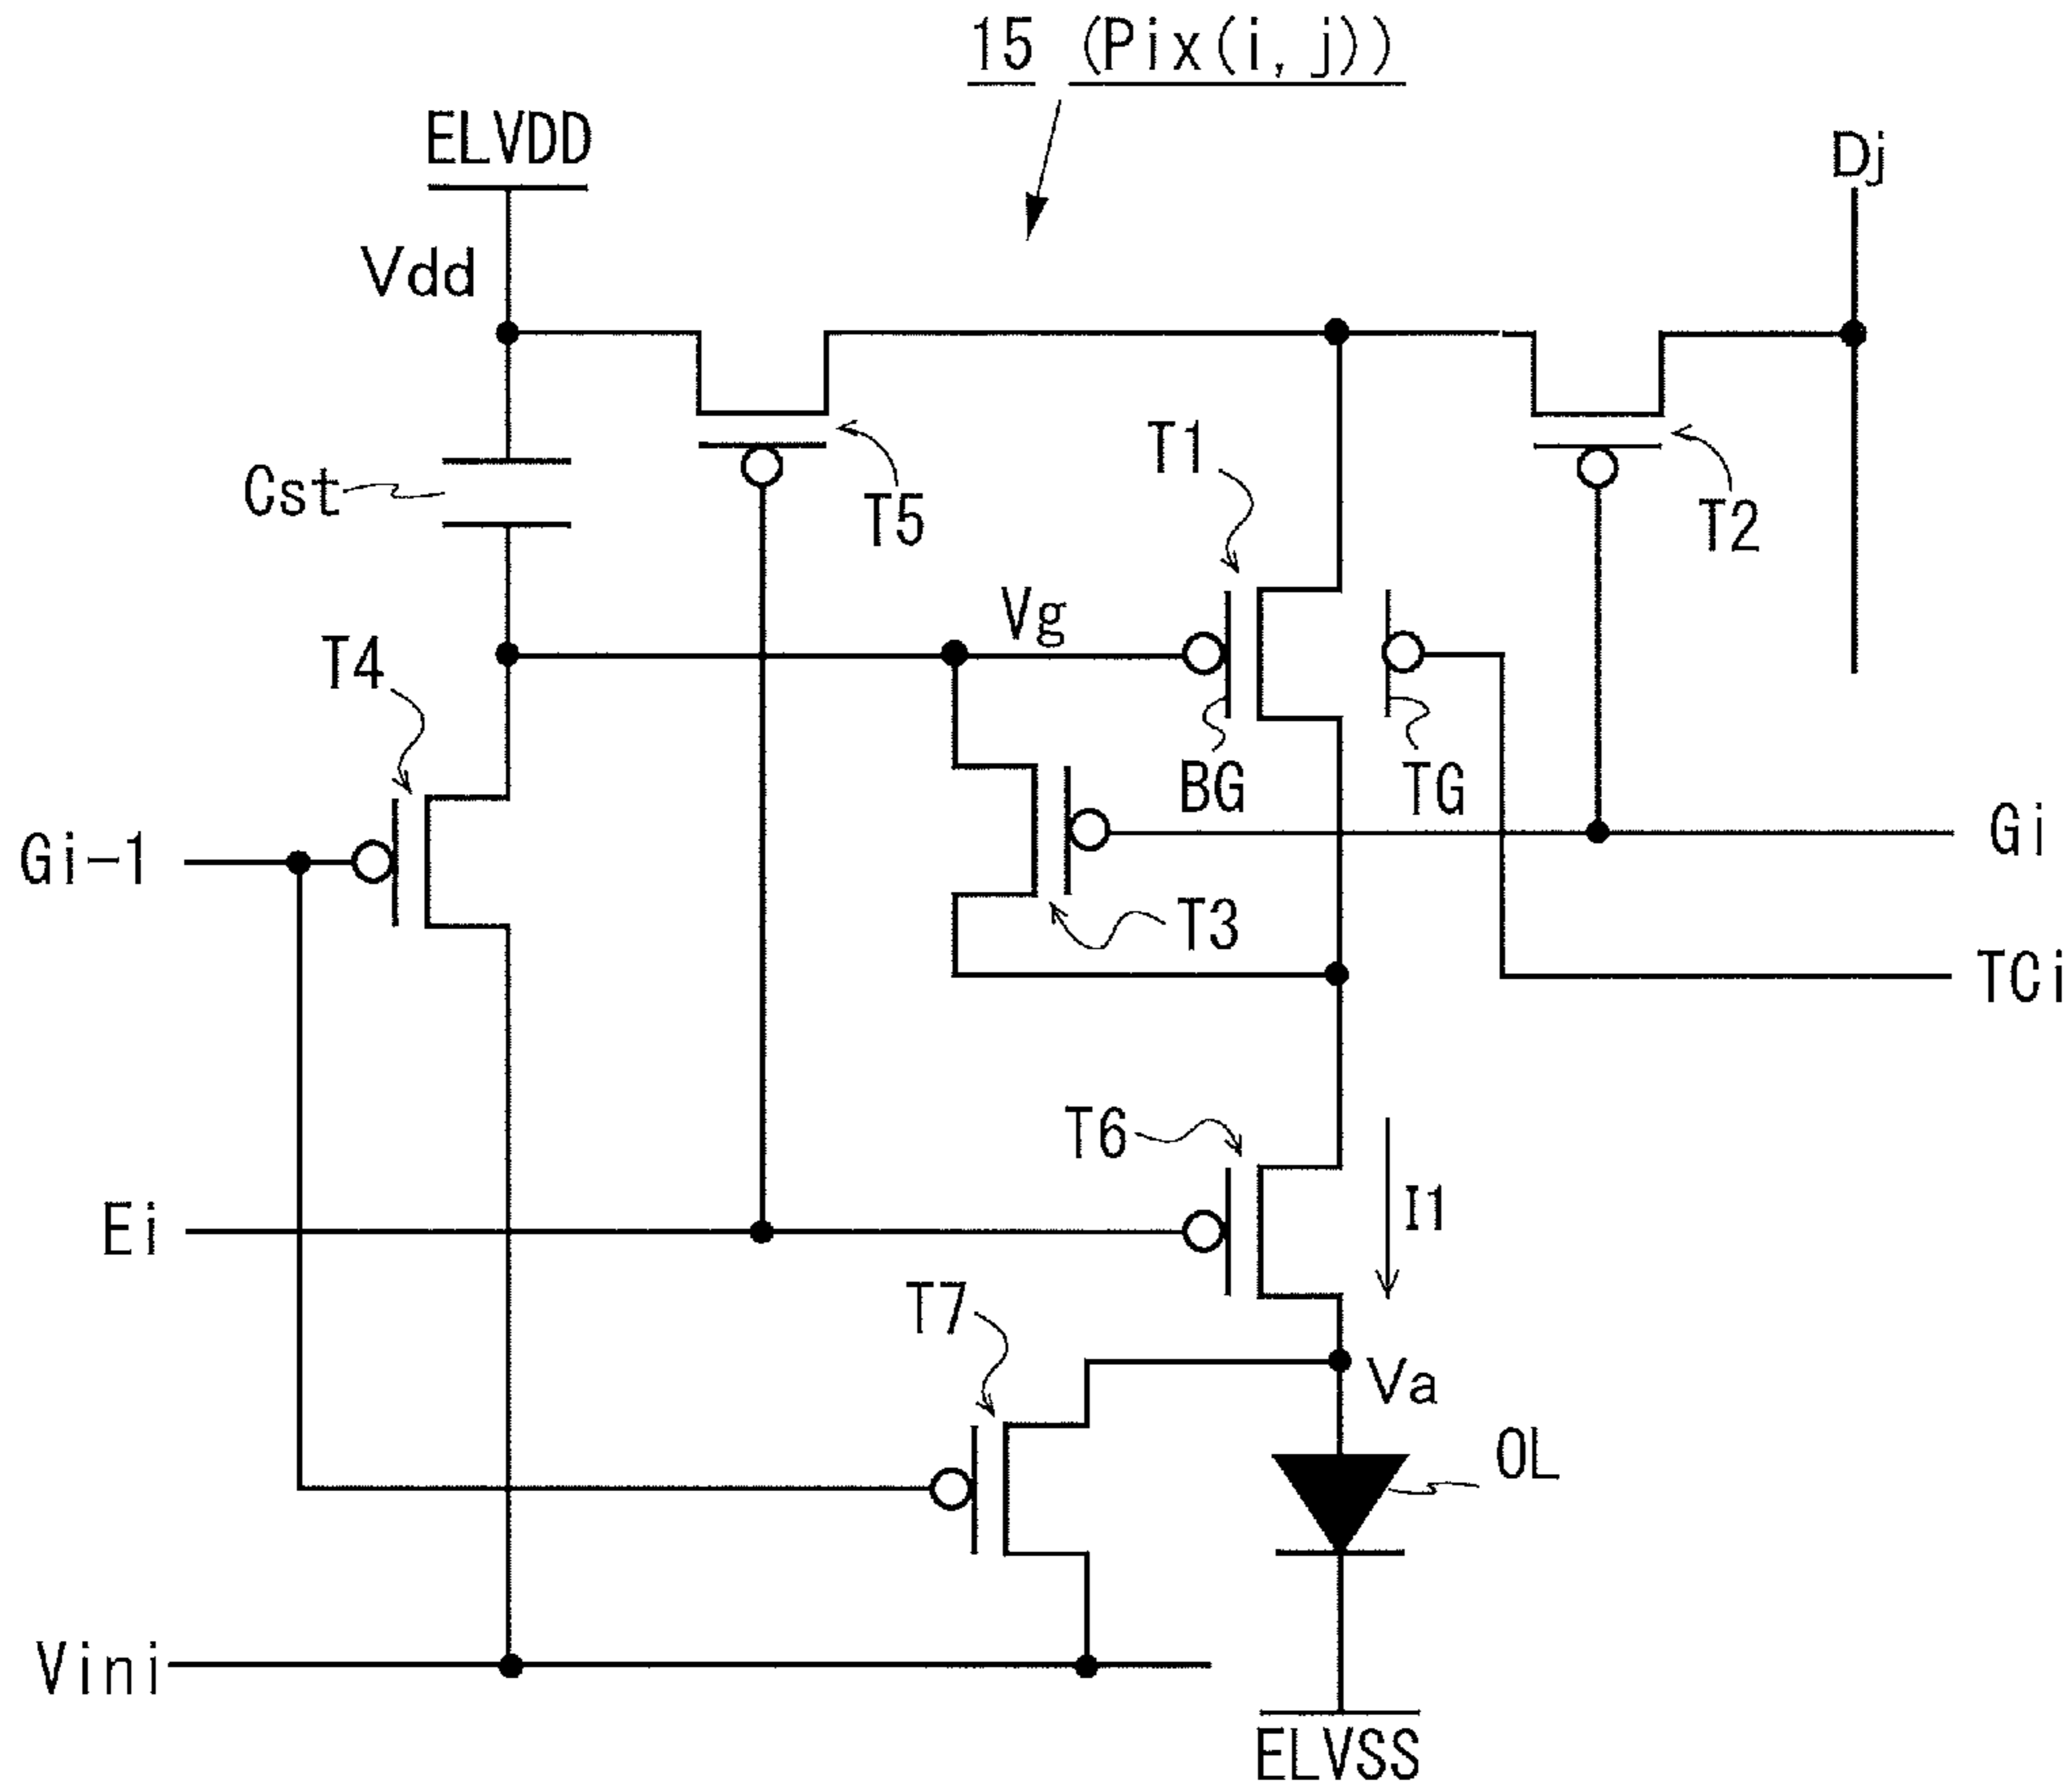 15 (Pix(i, j))
ELVDD
Dj
Vdd
T1
Cst
T5
T2
Vg
T4
BG
TG
Gi-1
Gi
T3
TCi
T6
I1
Ei
T7
Va
OL
Vini
ELVSS